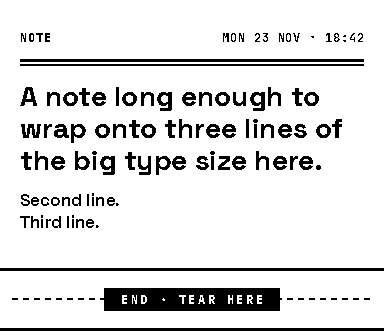 NOTE
MON 23 NOV · 18:42
A note long enough to
wrap onto three lines of
the big type size here.
Second line.
Third line.
END · TEAR HERE